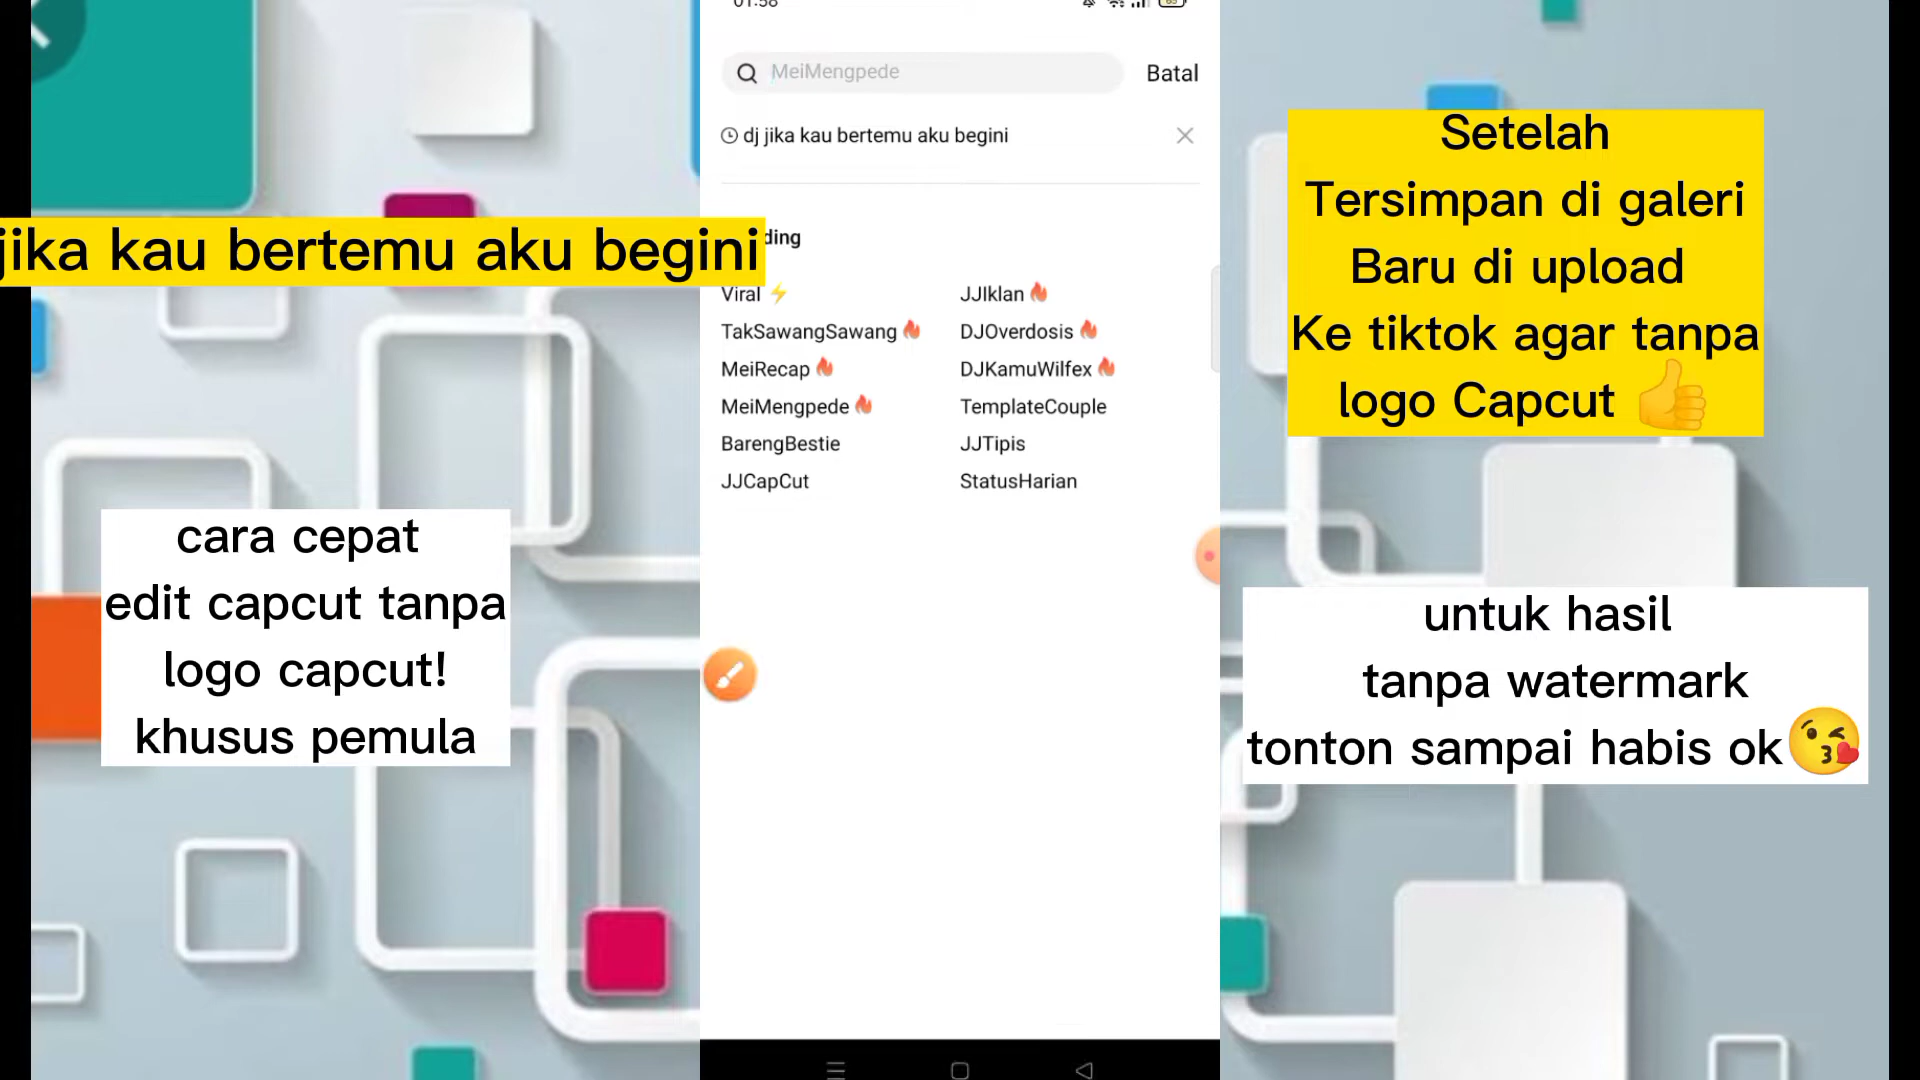 01:58
MeiMengpede
Batal
dj jika kau bertemu aku begini
jika kau bertemu aku begini
ding
Viral ⚡
JJIklan 🔥
TakSawangSawang 🔥
DJOverdosis 🔥
MeiRecap 🔥
DJKamuWilfex 🔥
MeiMengpede 🔥
TemplateCouple
BarengBestie
JJTipis
JJCapCut
StatusHarian
cara cepat
edit capcut tanpa
logo capcut!
khusus pemula
Setelah
Tersimpan di galeri
Baru di upload
Ke tiktok agar tanpa
logo Capcut 👍
untuk hasil
tanpa watermark
tonton sampai habis ok😘